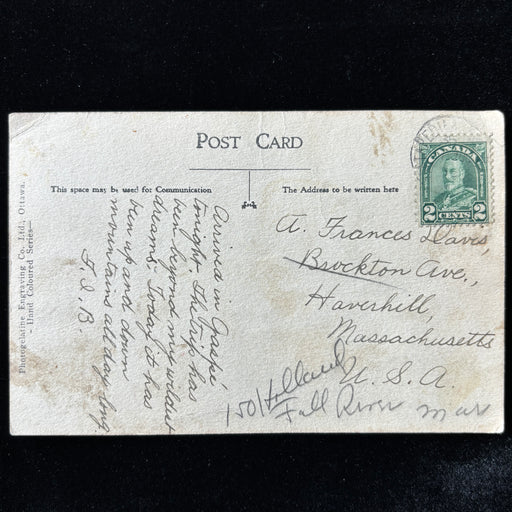 POST CARD
This space may be used for Communication
The Address to be written here
Photogelatine Engraving Co. Ltd., Ottawa.
- Hand Coloured Series -
Arrived in Gaspé
tonight. The trip has
been beyond my wildest
dreams. Today it has
been up and down
mountains all day long
CANADA
2 CENTS 2
A. Frances Davis,
Brockton Ave.,
Haverhill,
Massachusetts
U.S.A.
150 Holland
Fall River Mas